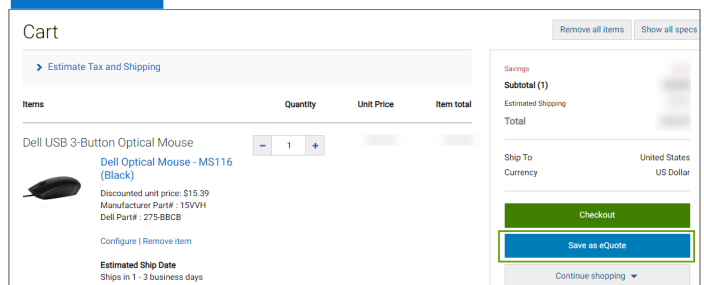 Cart
Remove all items
Show all specs
Estimate Tax and Shipping
Items
Quantity
Unit Price
Item total
Dell USB 3-Button Optical Mouse
- 1 +
Dell Optical Mouse - MS116
(Black)
Discounted unit price: $15.39
Manufacturer Part# : 15VVH
Dell Part# : 275-BBCB
Configure | Remove item
Estimated Ship Date
Ships in 1 - 3 business days
Savings
Subtotal (1)
Estimated Shipping
Total
Ship To United States
Currency US Dollar
Checkout
Save as eQuote
Continue shopping